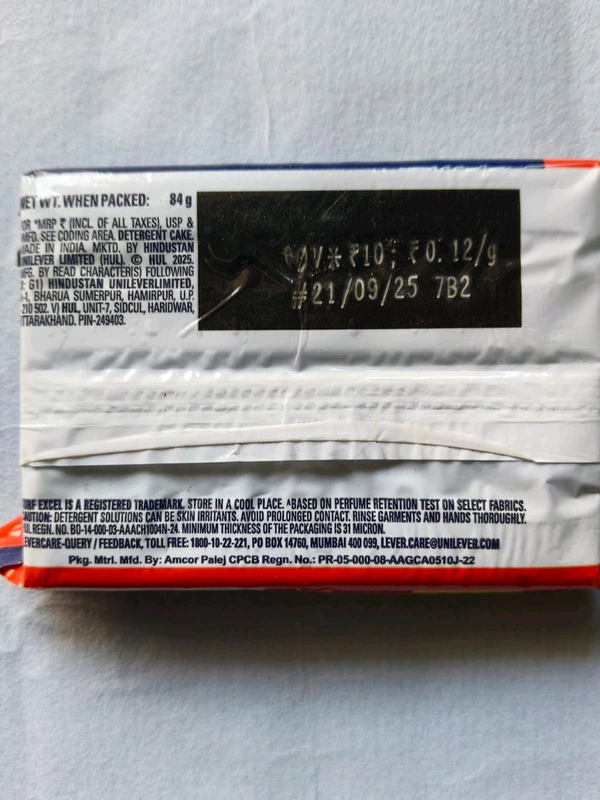 NET WT. WHEN PACKED: 84 g
FOR *MRP ₹ (INCL. OF ALL TAXES), USP &
MFD. SEE CODING AREA. DETERGENT CAKE.
MADE IN INDIA. MKTD. BY HINDUSTAN
UNILEVER LIMITED (HUL). © HUL 2025.
MFG. BY READ CHARACTER(S) FOLLOWING
#: G1) HINDUSTAN UNILEVERLIMITED,
-1, BHARUA SUMERPUR, HAMIRPUR, U.P.
210 502. V) HUL, UNIT-7, SIDCUL, HARIDWAR,
UTTARAKHAND. PIN-249403.
₹10 ₹0.12/g
#21/09/25 7B2
SURF EXCEL IS A REGISTERED TRADEMARK. STORE IN A COOL PLACE. ^BASED ON PERFUME RETENTION TEST ON SELECT FABRICS.
CAUTION: DETERGENT SOLUTIONS CAN BE SKIN IRRITANTS. AVOID PROLONGED CONTACT. RINSE GARMENTS AND HANDS THOROUGHLY.
REGN. NO. BO-14-000-03-AAACH1004N-24. MINIMUM THICKNESS OF THE PACKAGING IS 31 MICRON.
LEVERCARE-QUERY / FEEDBACK, TOLL FREE: 1800-10-22-221, PO BOX 14760, MUMBAI 400 099, LEVER.CARE@UNILEVER.COM
Pkg. Mtrl. Mfd. By: Amcor Palej CPCB Regn. No.: PR-05-000-08-AAGCA0510J-22